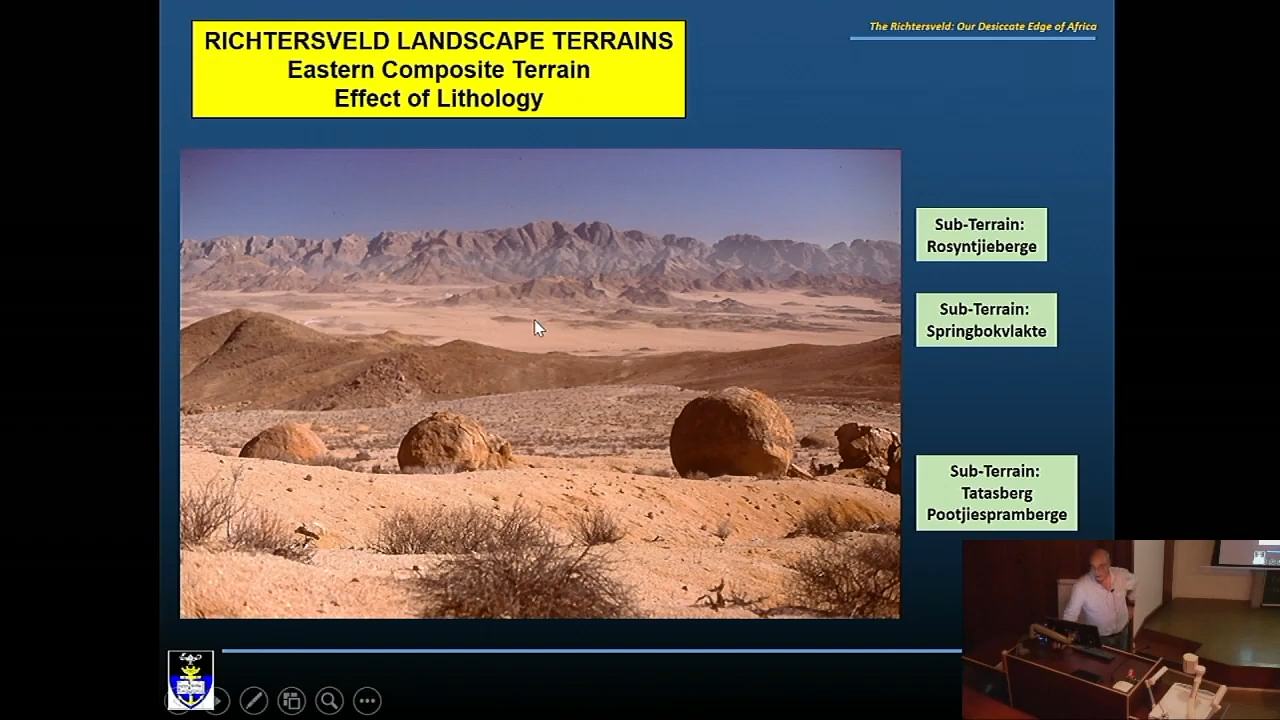 RICHTERSVELD LANDSCAPE TERRAINS
Eastern Composite Terrain
Effect of Lithology
The Richtersveld: Our Desiccate Edge of Africa
Sub-Terrain:
Rosyntjieberge
Sub-Terrain:
Springbokvlakte
Sub-Terrain:
Tatasberg
Pootjiespramberge